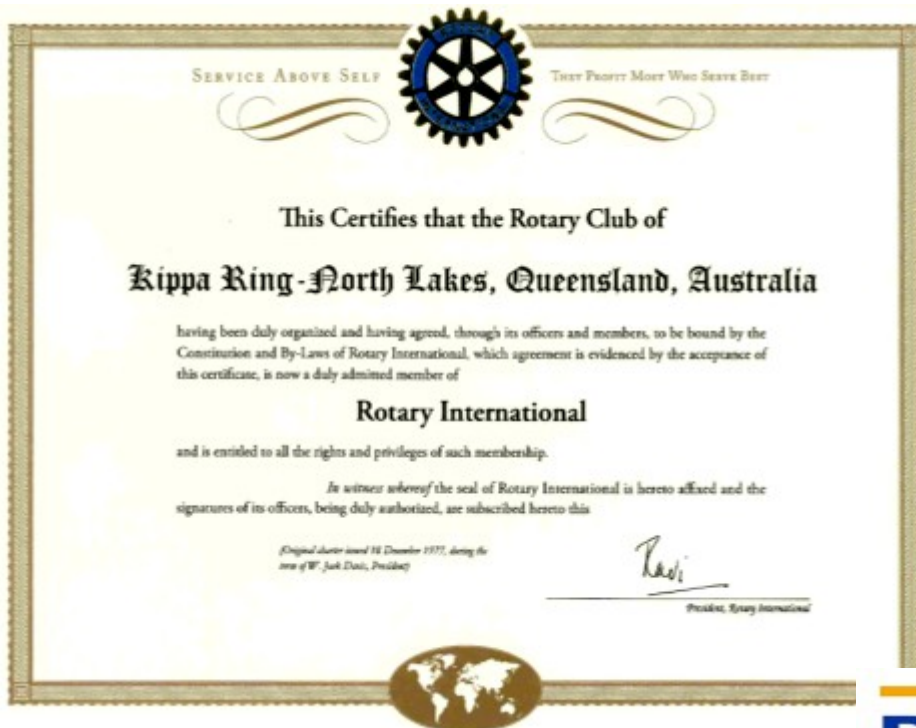 SERVICE ABOVE SELF
THEY PROFIT MOST WHO SERVE BEST
This Certifies that the Rotary Club of
Kippa Ring-North Lakes, Queensland, Australia
having been duly organized and having agreed, through its officers and members, to be bound by the
Constitution and By-Laws of Rotary International, which agreement is evidenced by the acceptance of
this certificate, is now a duly admitted member of
Rotary International
and is entitled to all the rights and privileges of such membership.
In witness whereof the seal of Rotary International is hereto affixed and the
signatures of its officers, being duly authorized, are subscribed hereto this
(Original charter issued December 1977, during the
term of W. Jack Davis, President)
Ravi
President, Rotary International